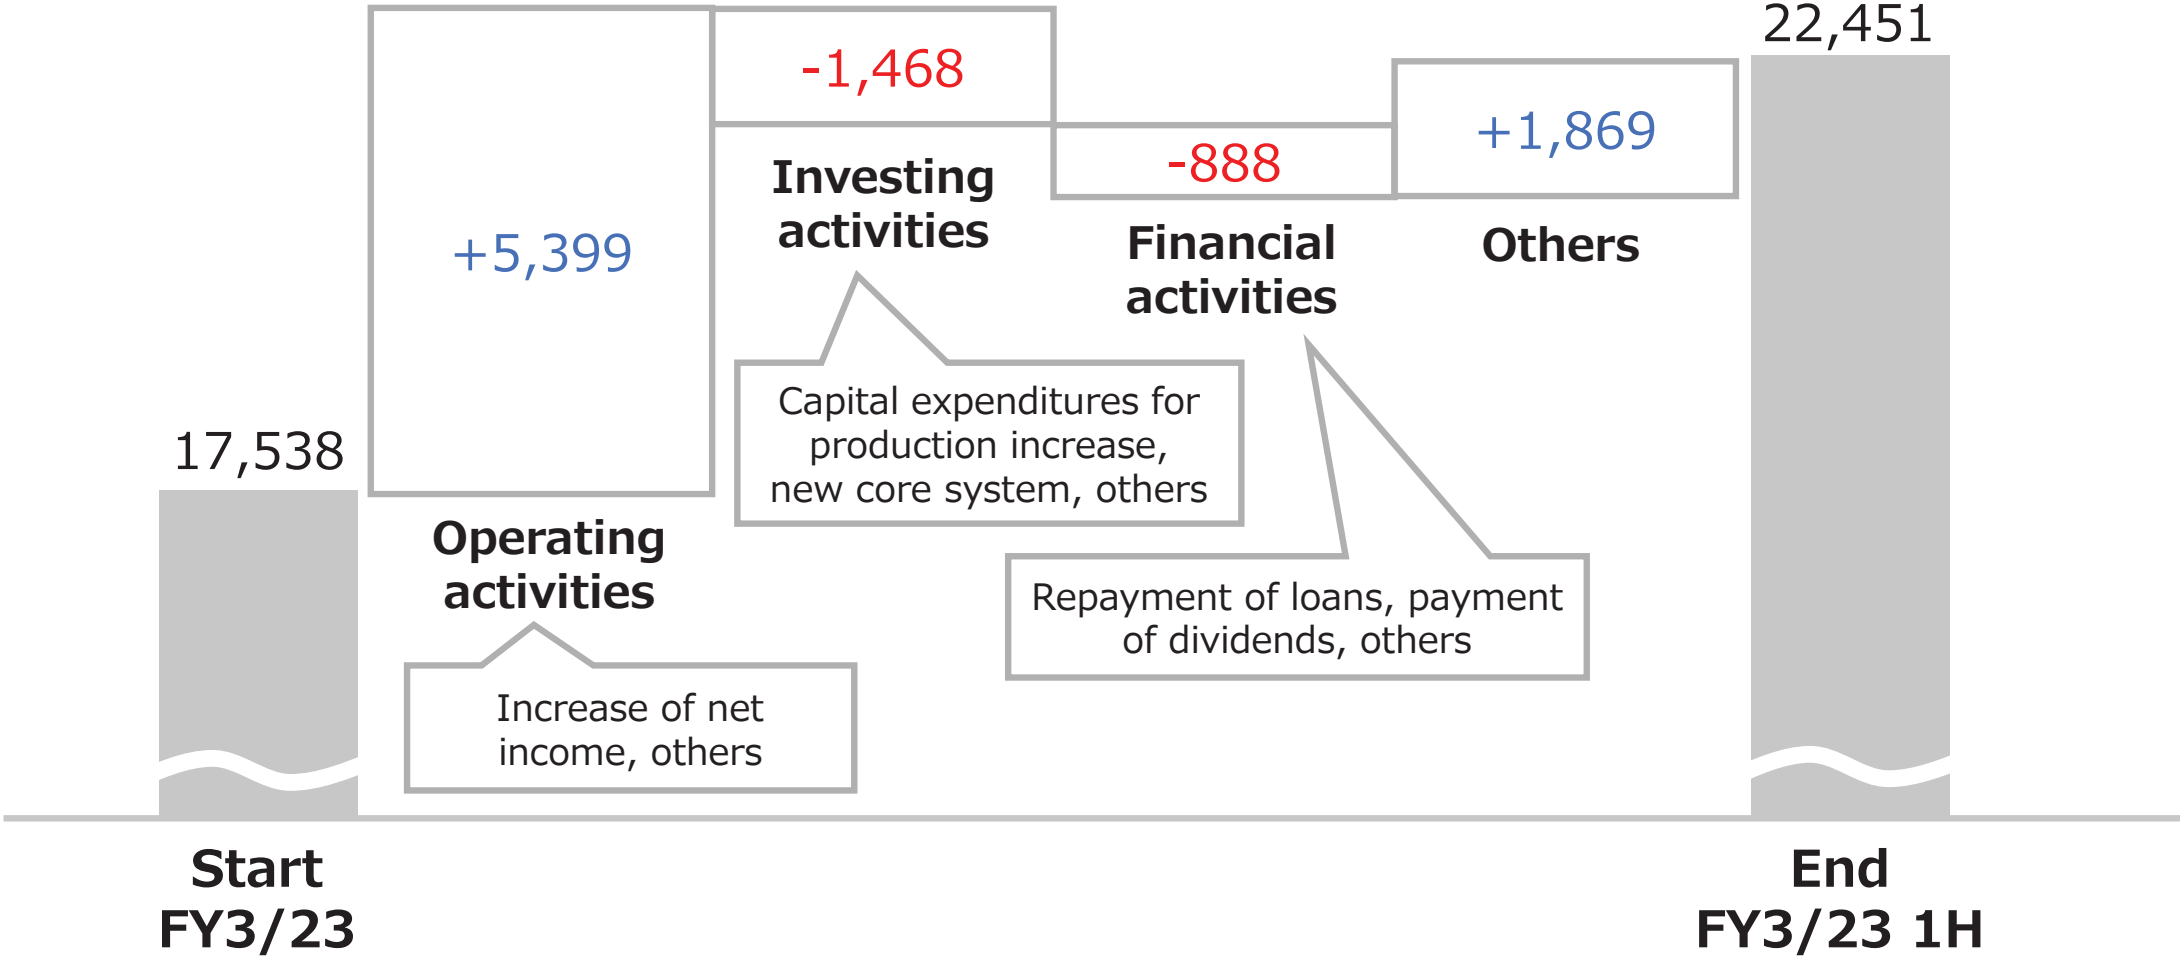 17,538
+5,399
Operating
activities
Increase of net
income, others
-1,468
Investing
activities
Capital expenditures for
production increase,
new core system, others
-888
Financial
activities
Repayment of loans, payment
of dividends, others
+1,869
Others
22,451
Start
FY3/23
End
FY3/23 1H